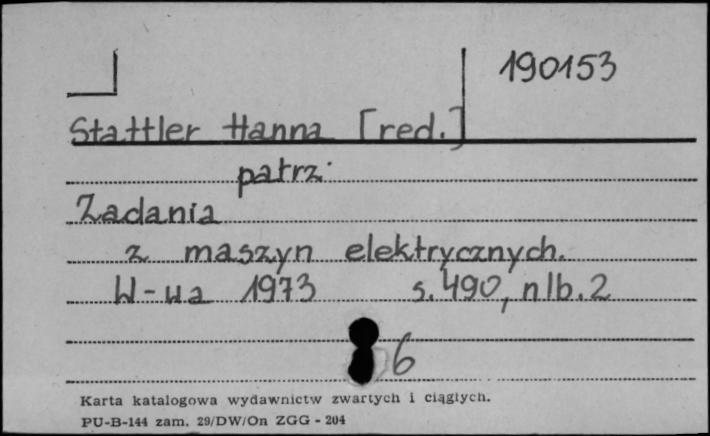 190153
Stattler Hanna [red.]
patrz
Zadania
z maszyn elektrycznych.
W-wa 1973 s. 490, nlb. 2
6
Karta katalogowa wydawnictw zwartych i ciągłych.
PU-B-144 zam. 29/DW/On ZGG - 204